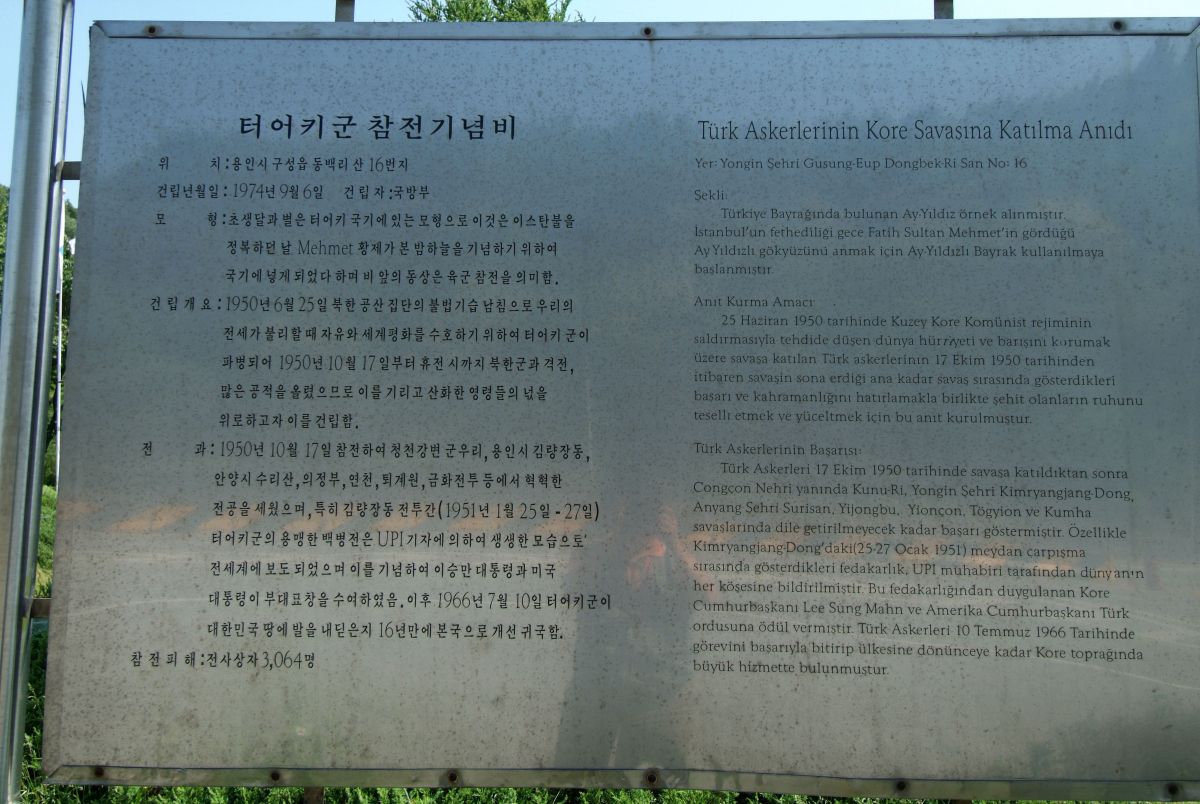 터어키군 참전기념비
위 치 : 용인시 구성읍 동백리 산 16번지
건립년월일 : 1974년 9월 6일 건립자 : 국방부
모 형 : 초생달과 별은 터어키 국기에 있는 모형으로 이것은 이스탄불을
정복하던 날 Mehmet 황제가 본 밤하늘을 기념하기 위하여
국기에 넣게 되었다 하며 비 앞의 동상은 육군 참전을 의미함.
건립개요 : 1950년 6월 25일 북한 공산 집단의 불법기습 남침으로 우리의
전세가 불리할 때 자유와 세계평화를 수호하기 위하여 터어키 군이
파병되어 1950년 10월 17일부터 휴전 시까지 북한군과 격전,
많은 공적을 올렸으므로 이를 기리고 산화한 영령들의 넋을
위로하고자 이를 건립함.
전 과 : 1950년 10월 17일 참전하여 청천강변 군우리, 용인시 김량장동,
안양시 수리산, 의정부, 연천, 퇴계원, 금화전투 등에서 혁혁한
전공을 세웠으며, 특히 김량장동 전투간(1951년 1월 25일 - 27일)
터어키군의 용맹한 백병전은 UPI 기자에 의하여 생생한 모습으로
전세계에 보도 되었으며 이를 기념하여 이승만 대통령과 미국
대통령이 부대표창을 수여하였음. 이후 1966년 7월 10일 터어키군이
대한민국 땅에 발을 내딛은지 16년만에 본국으로 개선 귀국함.
참전피해 : 전사상자 3,064명
Türk Askerlerinin Kore Savaşına Katılma Anıdı
Yer: Yongin Şehri Gusung-Eup Dongbek-Ri San No: 16
Şekli:
Türkiye Bayrağında bulunan Ay-Yıldız örnek alınmıştır.
İstanbul'un fethediliği gece Fatih Sultan Mehmet'in gördüğü
Ay Yıldızlı gökyüzünü anmak için Ay-Yıldızlı Bayrak kullanılmaya
başlanmıştır.
Anıt Kurma Amacı:
25 Haziran 1950 tarihinde Kuzey Kore Komünist rejiminin
saldırmasıyla tehdide düşen dünya hürriyeti ve barışını korumak
üzere savaşa katılan Türk askerlerinin 17 Ekim 1950 tarihinden
itibaren savaşin sona erdiği ana kadar savaş sırasında gösterdikleri
başarı ve kahramanlığını hatırlamakla birlikte şehit olanların ruhunu
teselli etmek ve yüceltmek için bu anıt kurulmuştur.
Türk Askerlerinin Başarısı:
Türk Askerleri 17 Ekim 1950 tarihinde savaşa katıldıktan sonra
Congcon Nehri yanında Kunu-Ri, Yongin Şehri Kimryangjang-Dong,
Anyang Şehri Surisan, Yijongbu, Yionçon, Tögyion ve Kumha
savaşlarında dile getirilmeyecek kadar başarı göstermiştir. Özellikle
Kimryangjang-Dong'daki(25-27 Ocak 1951) meydan carpışma
sırasında gösterdikleri fedakarlık, UPI muhabiri tarafından dünyanın
her köşesine bildirilmiştir. Bu fedakarlığından duygulanan Kore
Cumhurbaşkanı Lee Sung Mahn ve Amerika Cumhurbaşkanı Türk
ordusuna ödül vermiştir. Türk Askerleri 10 Temmuz 1966 Tarihinde
görevini başarıyla bitirip ülkesine dönünceye kadar Kore toprağında
büyük hizmette bulunmuştur.